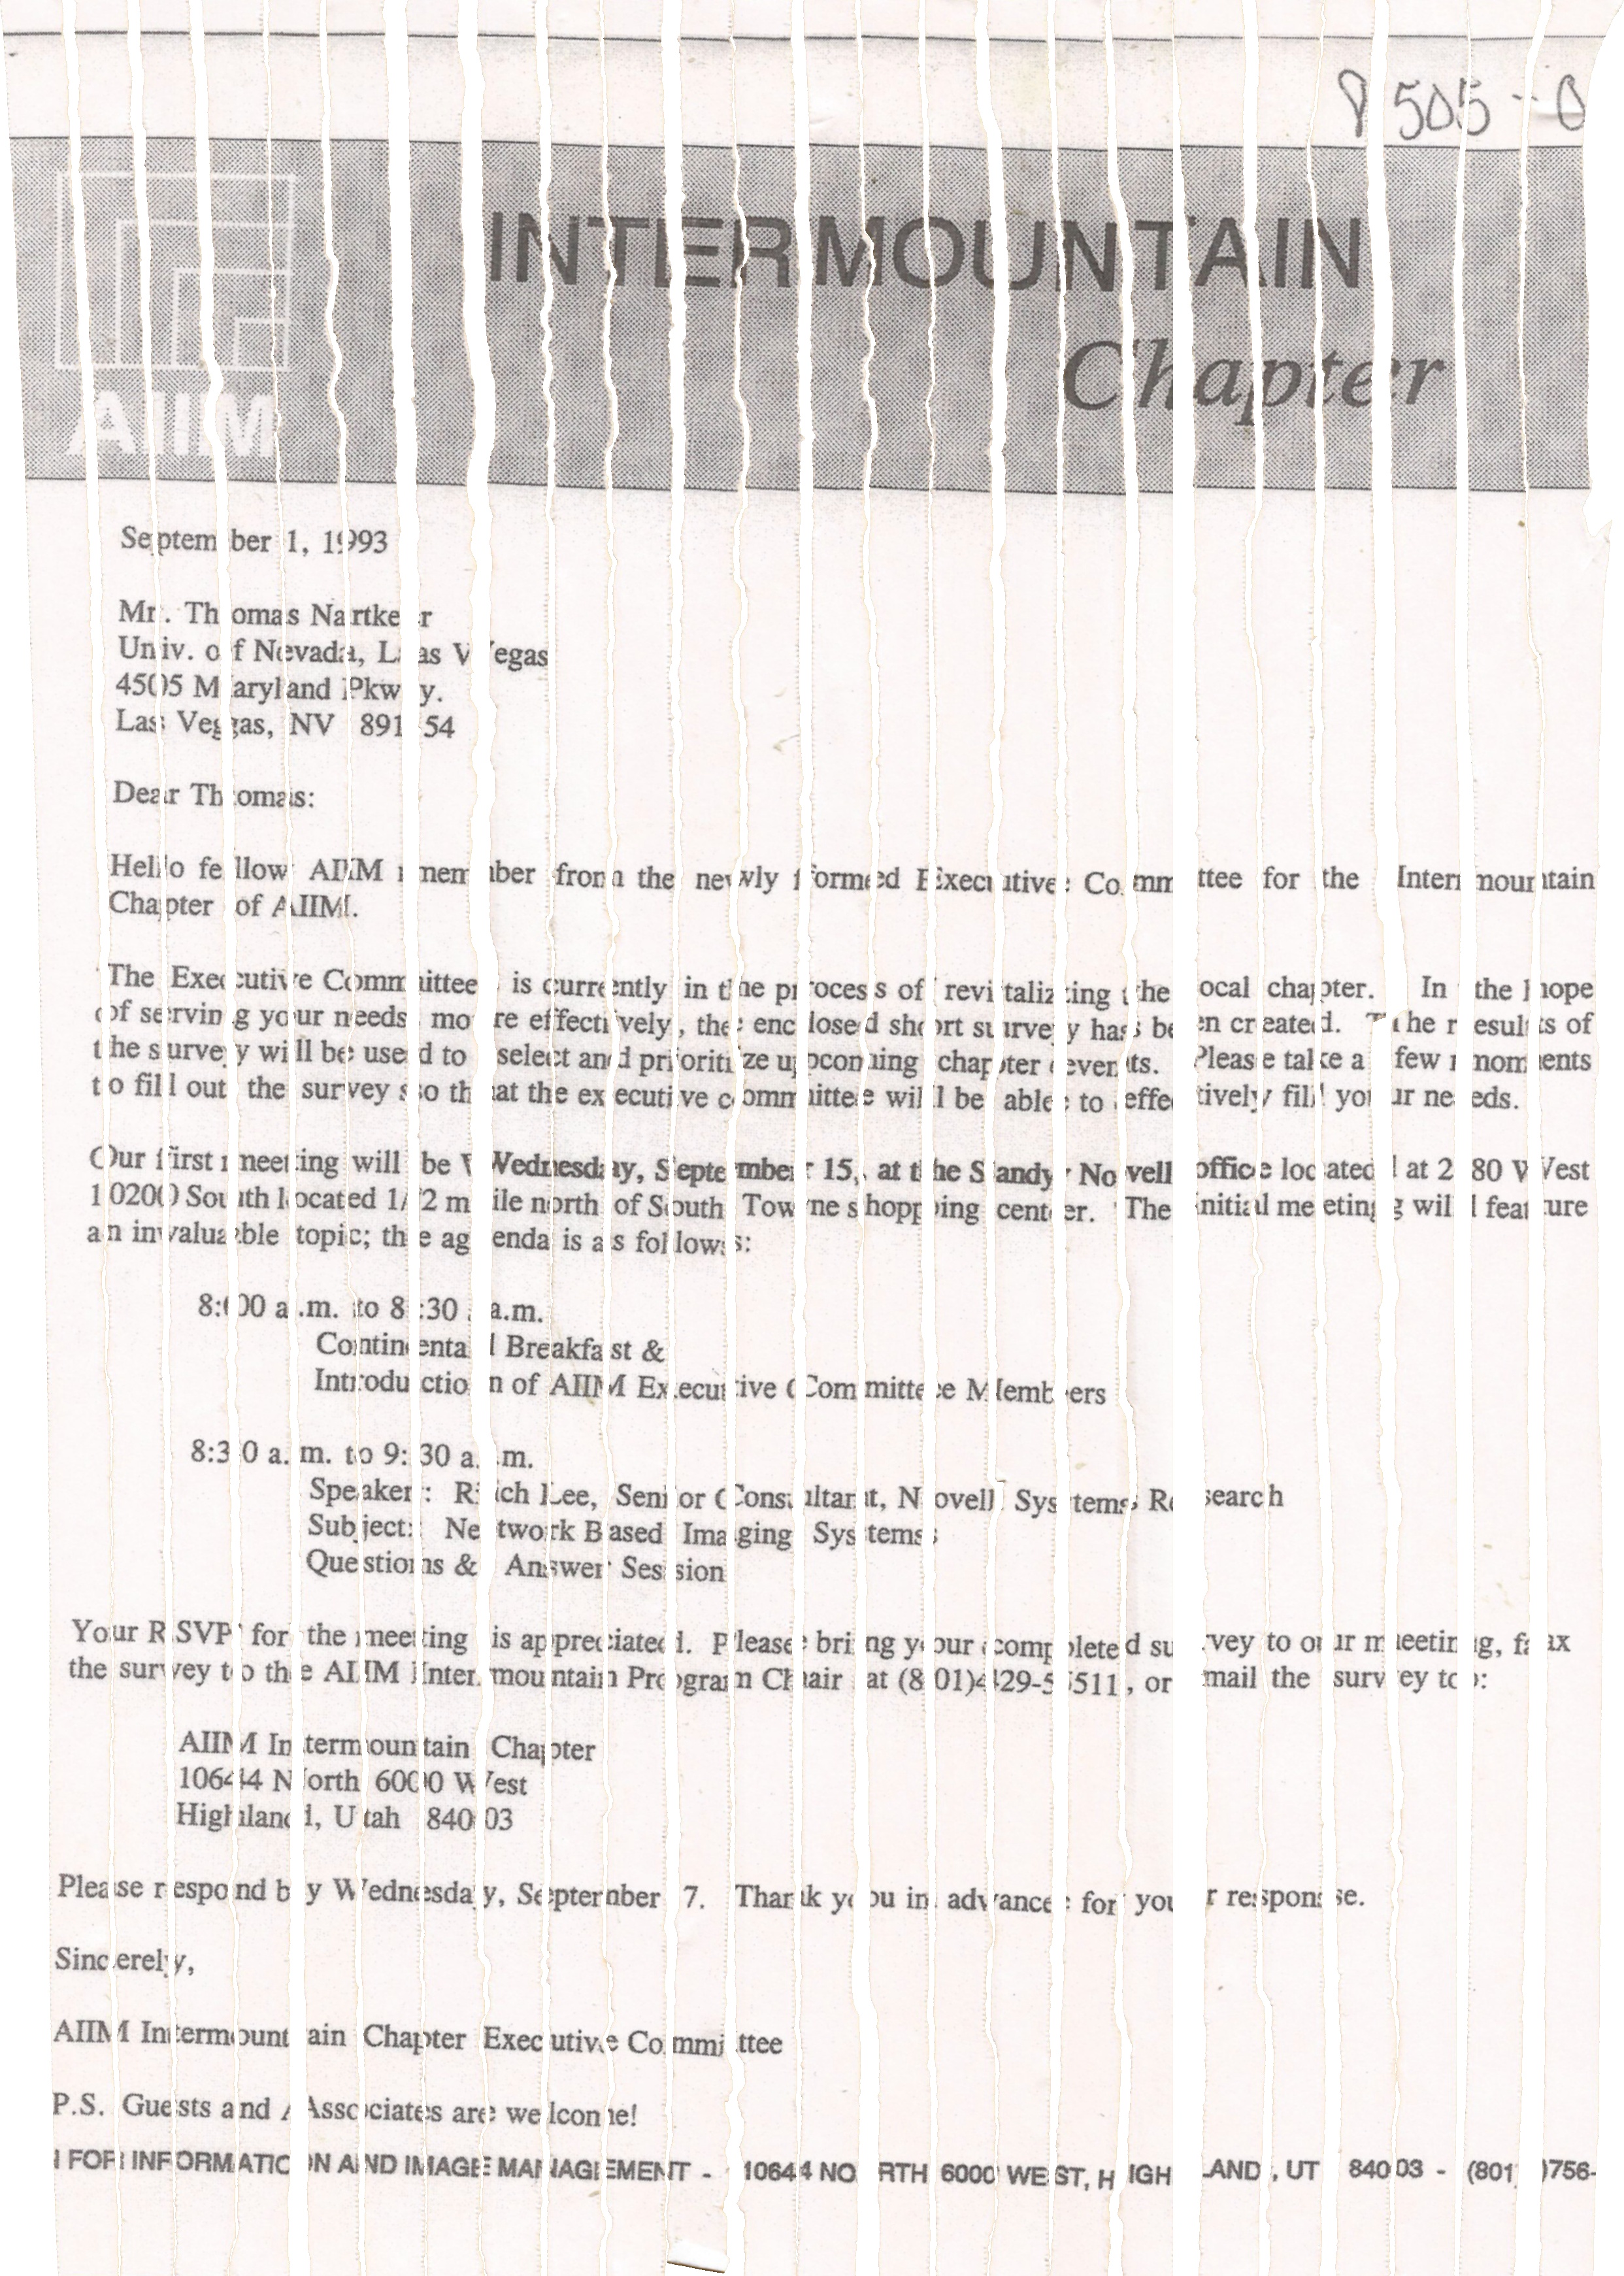 8505-0
INTERMOUNTAIN
Chapter
AIIM
September 1, 1993
Mr. Thomas Nartker
Univ. of Nevada, Las Vegas
4505 Maryland Pkwy.
Las Vegas, NV 89154
Dear Thomas:
Hello fellow AIIM member from the newly formed Executive Committee for the Intermountain
Chapter of AIIM.
The Executive Committee is currently in the process of revitalizing the local chapter. In the hope
of serving your needs more effectively, the enclosed short survey has been created. The results of
the survey will be used to select and prioritize upcoming chapter events. Please take a few moments
to fill out the survey so that the executive committee will be able to effectively fill your needs.
Our first meeting will be Wednesday, September 15, at the Sandy Novell office located at 2180 West
10200 South located 1/2 mile north of South Towne shopping center. The initial meeting will feature
an invaluable topic; the agenda is as follows:
8:00 a.m. to 8:30 a.m.
Continental Breakfast &
Introduction of AIIM Executive Committee Members
8:30 a.m. to 9:30 a.m.
Speaker: Rich Lee, Senior Consultant, Novell Systems Research
Subject: Network Based Imaging Systems
Questions & Answer Session
Your RSVP for the meeting is appreciated. Please bring your completed survey to our meeting, fax
the survey to the AIIM Intermountain Program Chair at (801)429-5511, or mail the survey to:
AIIM Intermountain Chapter
10644 North 6000 West
Highland, Utah 84003
Please respond by Wednesday, September 7. Thank you in advance for your response.
Sincerely,
AIIM Intermountain Chapter Executive Committee
P.S. Guests and Associates are welcome!
FOR INFORMATION AND IMAGE MANAGEMENT - 10644 NORTH 6000 WEST, HIGHLAND, UT 84003 - (801)756-